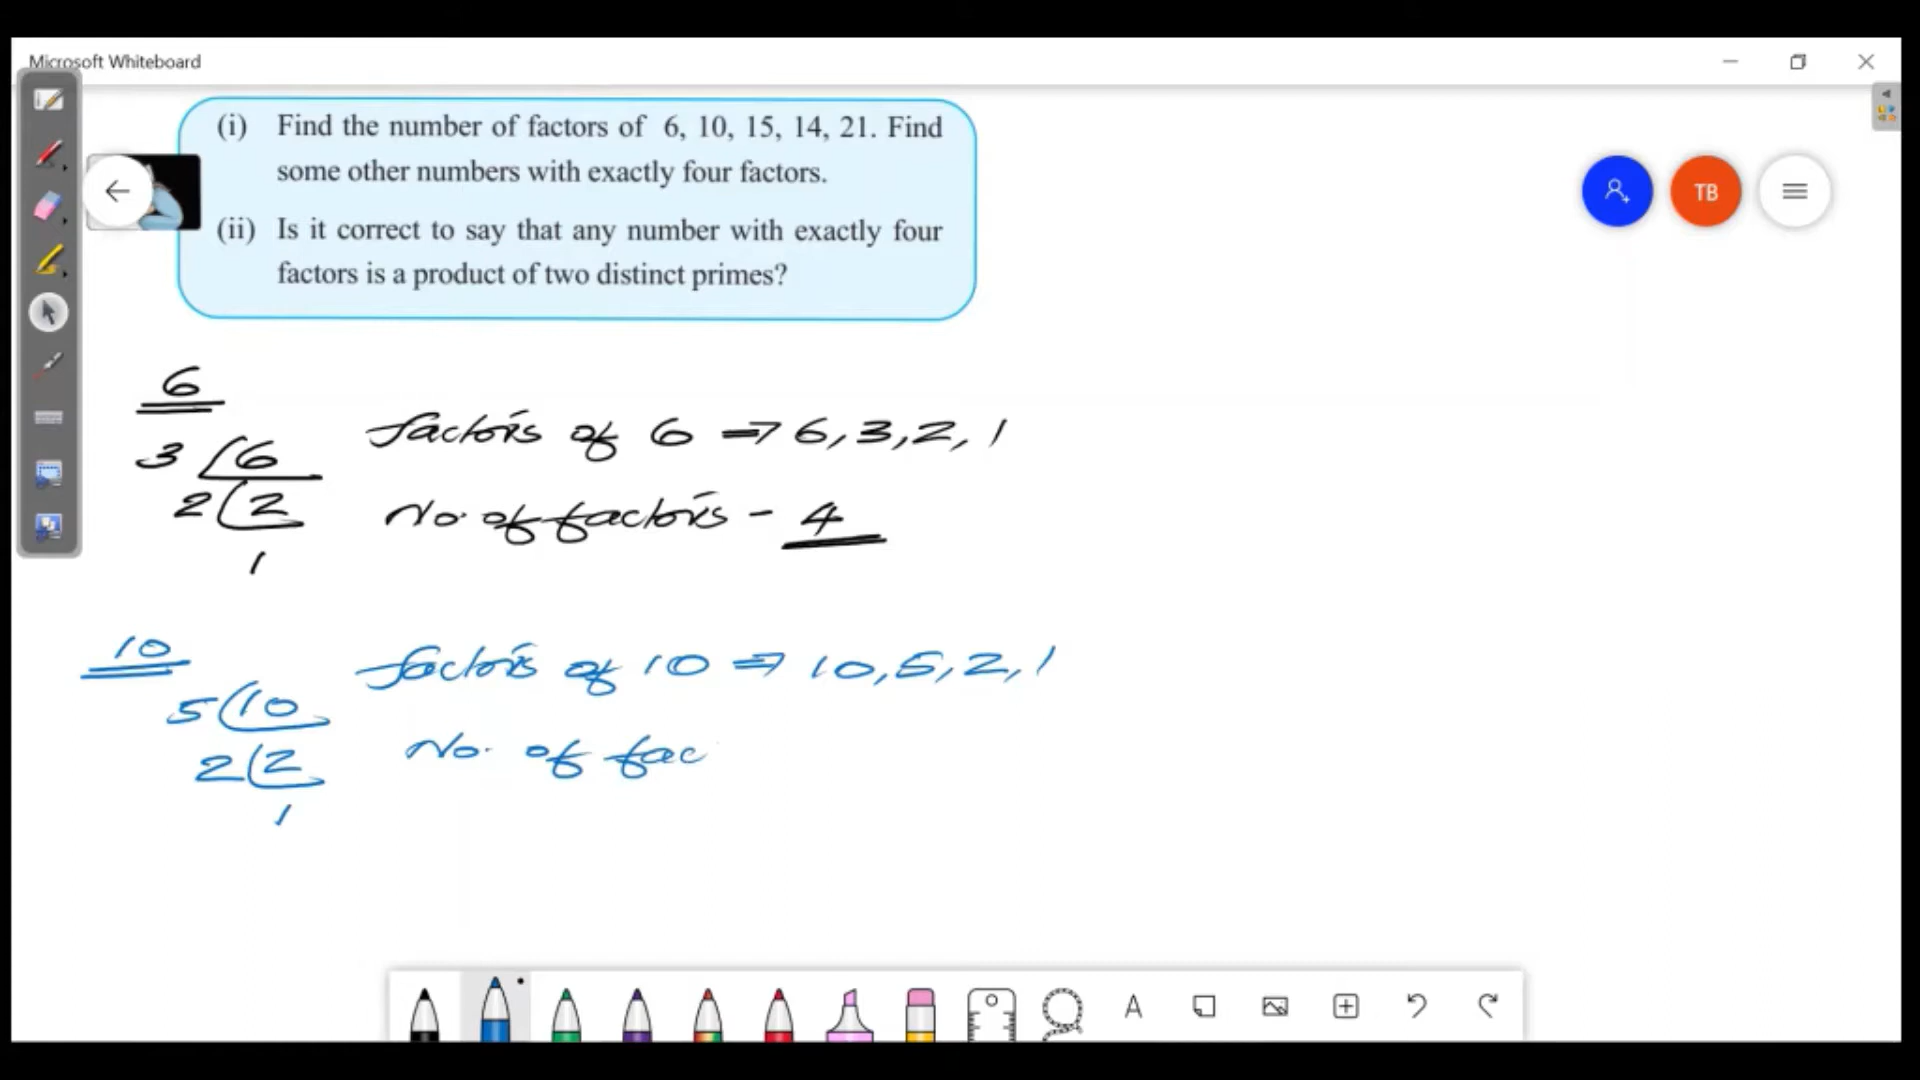 Microsoft Whiteboard
(i) Find the number of factors of 6, 10, 15, 14, 21. Find
some other numbers with exactly four factors.
(ii) Is it correct to say that any number with exactly four
factors is a product of two distinct primes?
TB
6
3 6
2 2
1
factors of 6 ⇒ 6, 3, 2, 1
No. of factors - 4
10
5 10
2 2
1
factors of 10 ⇒ 10, 5, 2, 1
No. of fac
A